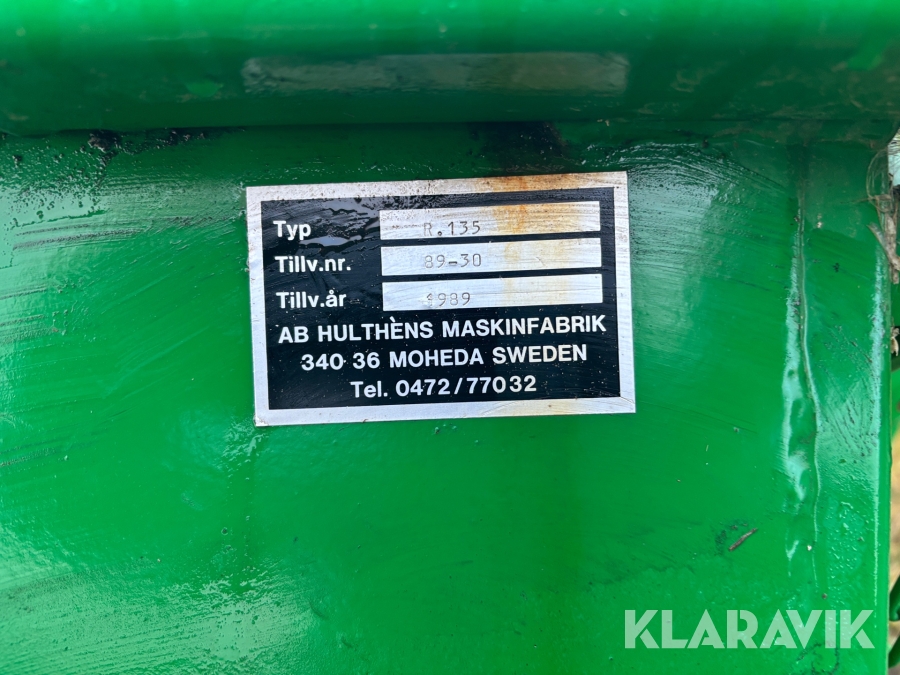 Typ R.135
Tillv.nr. 89-30
Tillv.år 1989
AB HULTHÈNS MASKINFABRIK
340 36 MOHEDA SWEDEN
Tel. 0472/77032
KLARAVIK